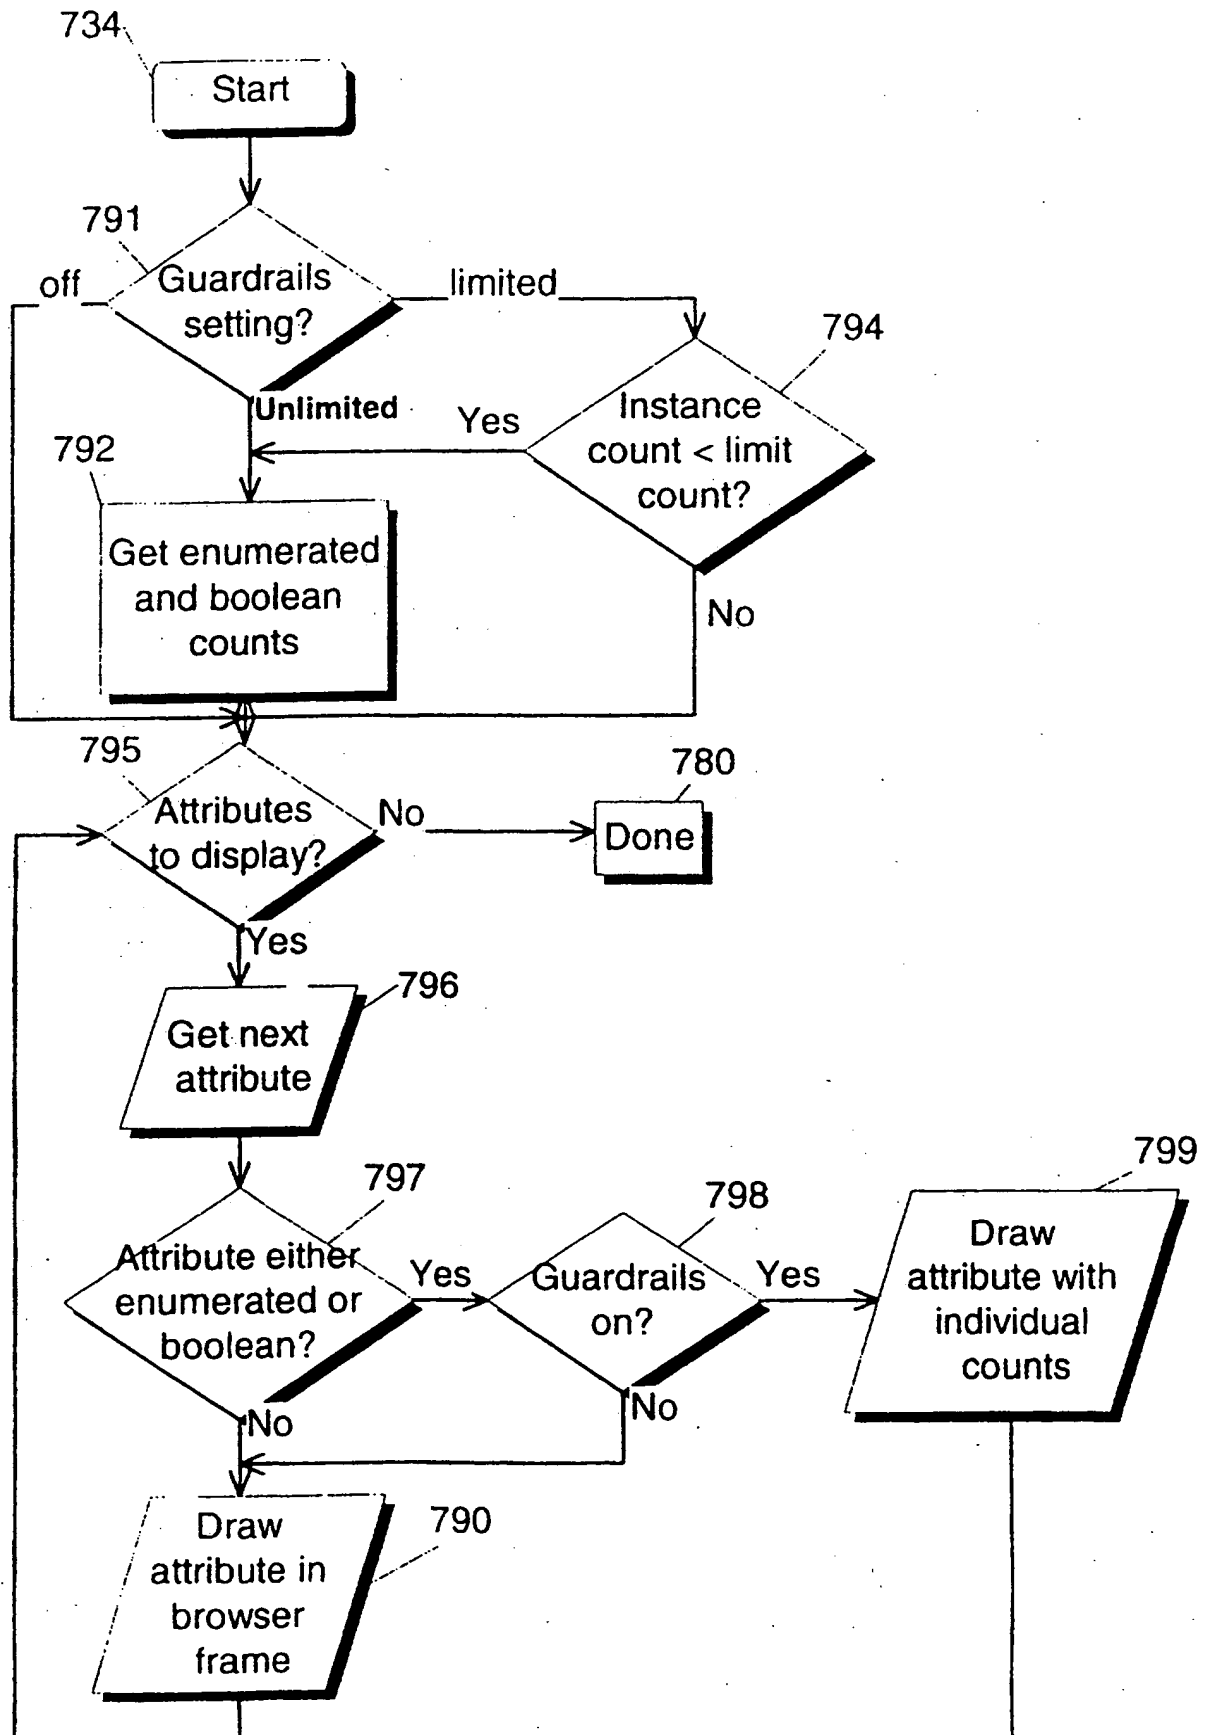 734
Start
791
off
Guardrails
setting?
limited
794
Unlimited
Yes
Instance
count < limit
count?
792
Get enumerated
and boolean
counts
No
795
Attributes
to display?
No
780
Done
Yes
796
Get next
attribute
797
Attribute either
enumerated or
boolean?
Yes
798
Guardrails
on?
Yes
799
Draw
attribute with
individual
counts
No
No
790
Draw
attribute in
browser
frame